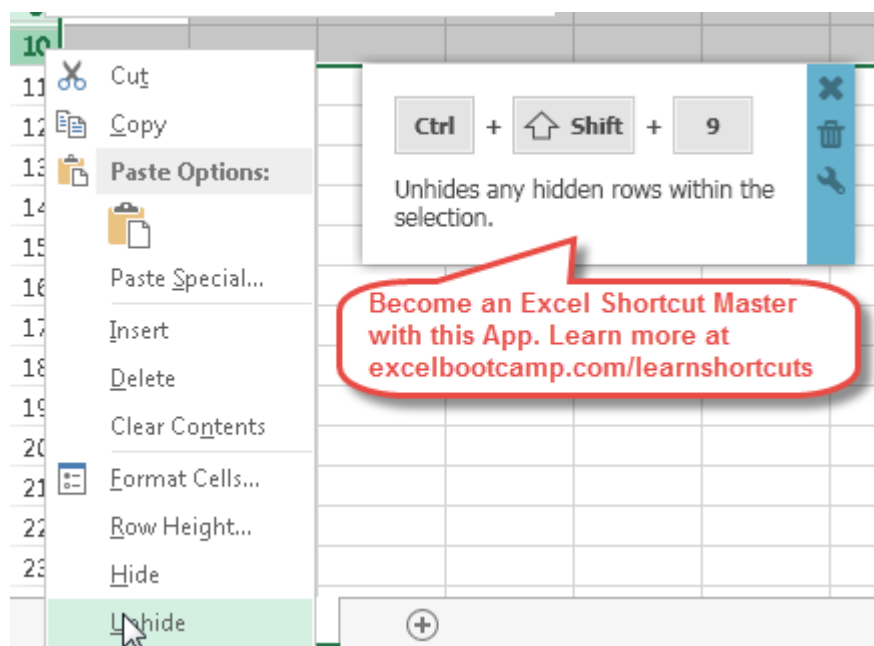 10
11
12
13
14
15
16
17
18
19
20
21
22
23
Cut
Copy
Paste Options:
Paste Special...
Insert
Delete
Clear Contents
Format Cells...
Row Height...
Hide
Unhide
Ctrl + Shift + 9
Unhides any hidden rows within the
selection.
Become an Excel Shortcut Master
with this App. Learn more at
excelbootcamp.com/learnshortcuts